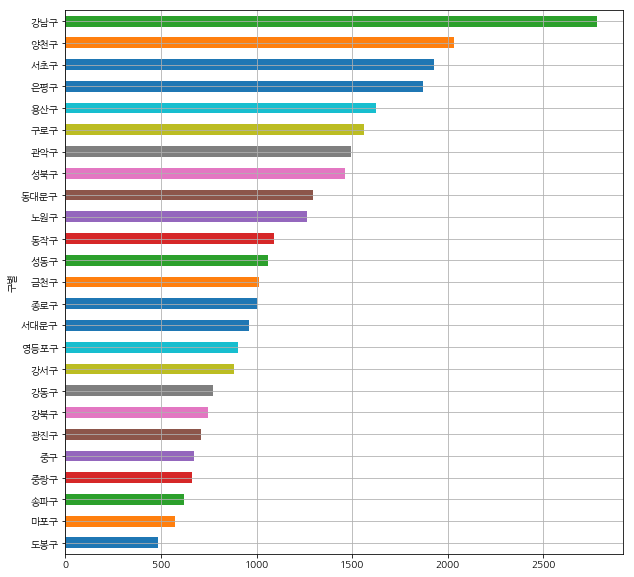 강남구
양천구
서초구
은평구
용산구
구로구
관악구
성북구
동대문구
노원구
동작구
성동구
금천구
종로구
서대문구
영등포구
강서구
강동구
강북구
광진구
중구
중랑구
송파구
마포구
도봉구
구별
0 500 1000 1500 2000 2500